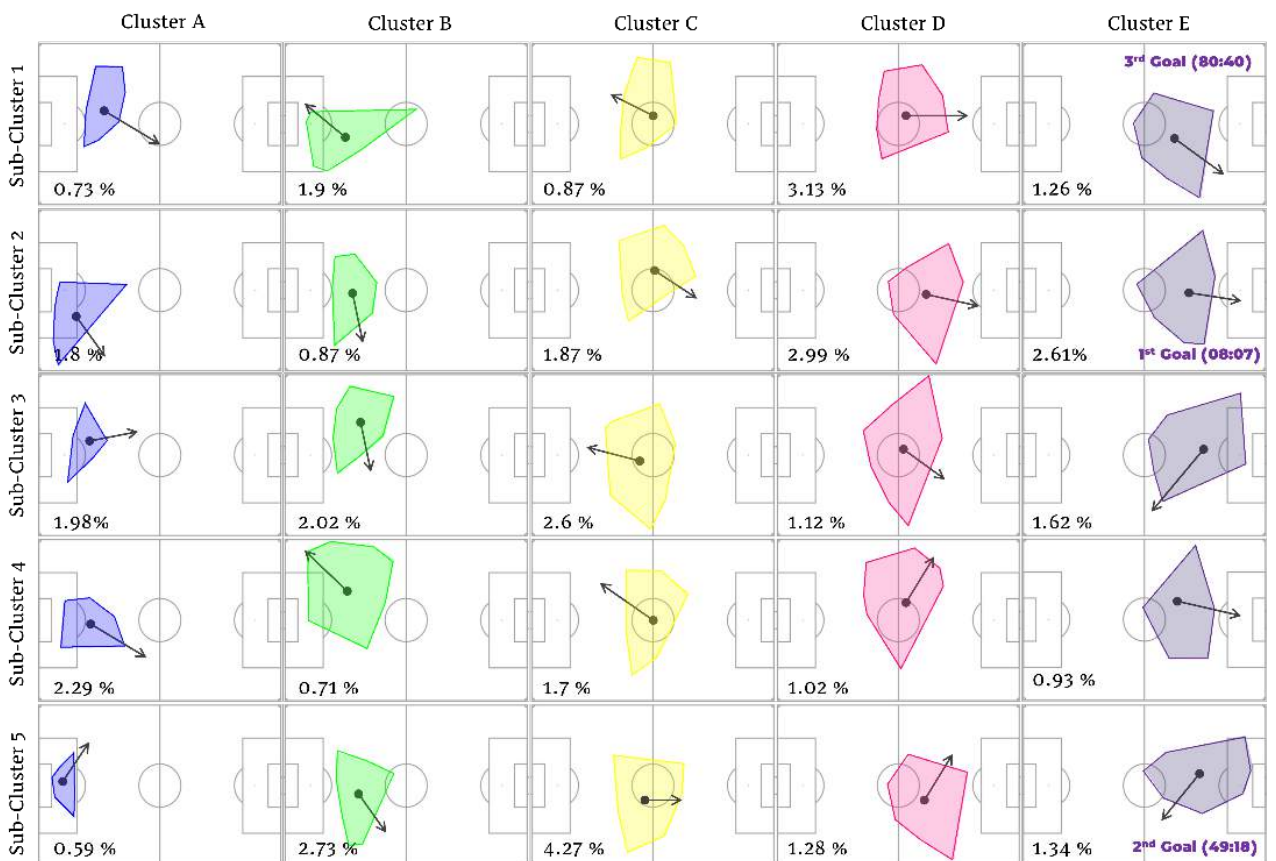 Cluster A Cluster B Cluster C Cluster D Cluster E
Sub-Cluster 1
3rd Goal (80:40)
0.73 % 1.9 % 0.87 % 3.13 % 1.26 %
Sub-Cluster 2
1.8 % 0.87 % 1.87 % 2.99 % 2.61% 1st Goal (08:07)
Sub-Cluster 3
1.98% 2.02 % 2.6 % 1.12 % 1.62 %
Sub-Cluster 4
2.29 % 0.71 % 1.7 % 1.02 % 0.93 %
Sub-Cluster 5
0.59 % 2.73 % 4.27 % 1.28 % 1.34 % 2nd Goal (49:18)